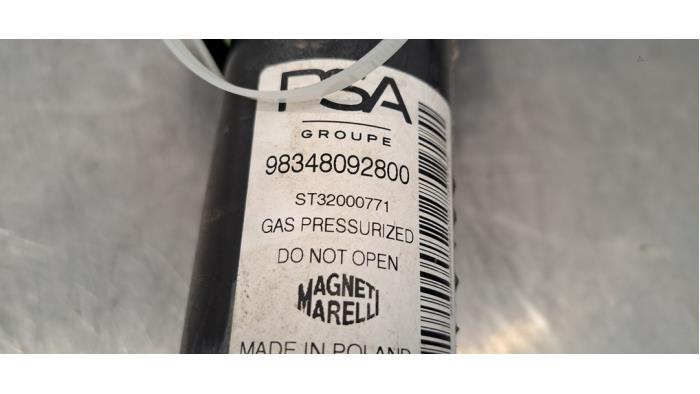 PSA
GROUPE
98348092800
ST32000771
GAS PRESSURIZED
DO NOT OPEN
MAGNETI
MARELLI
MADE IN POLAND